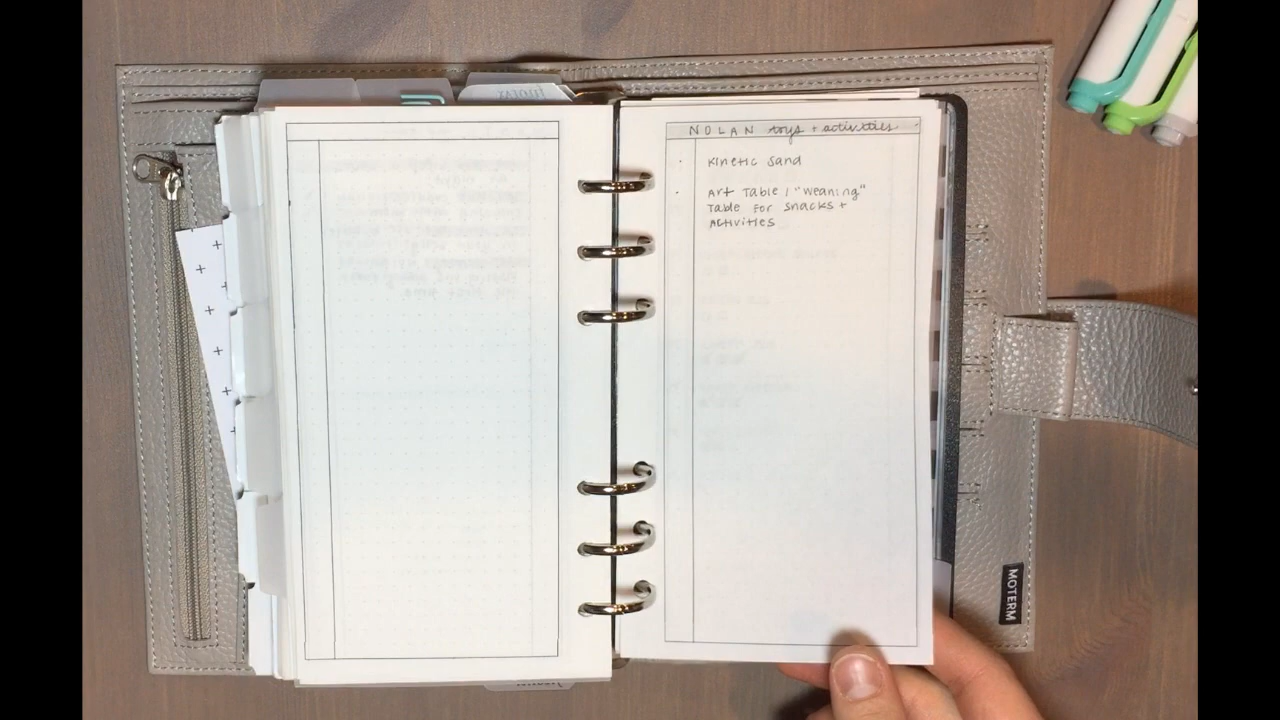 NOLAN toys + activities
· Kinetic Sand
· Art Table / "Weaning"
Table For Snacks +
Activities
MOTERM